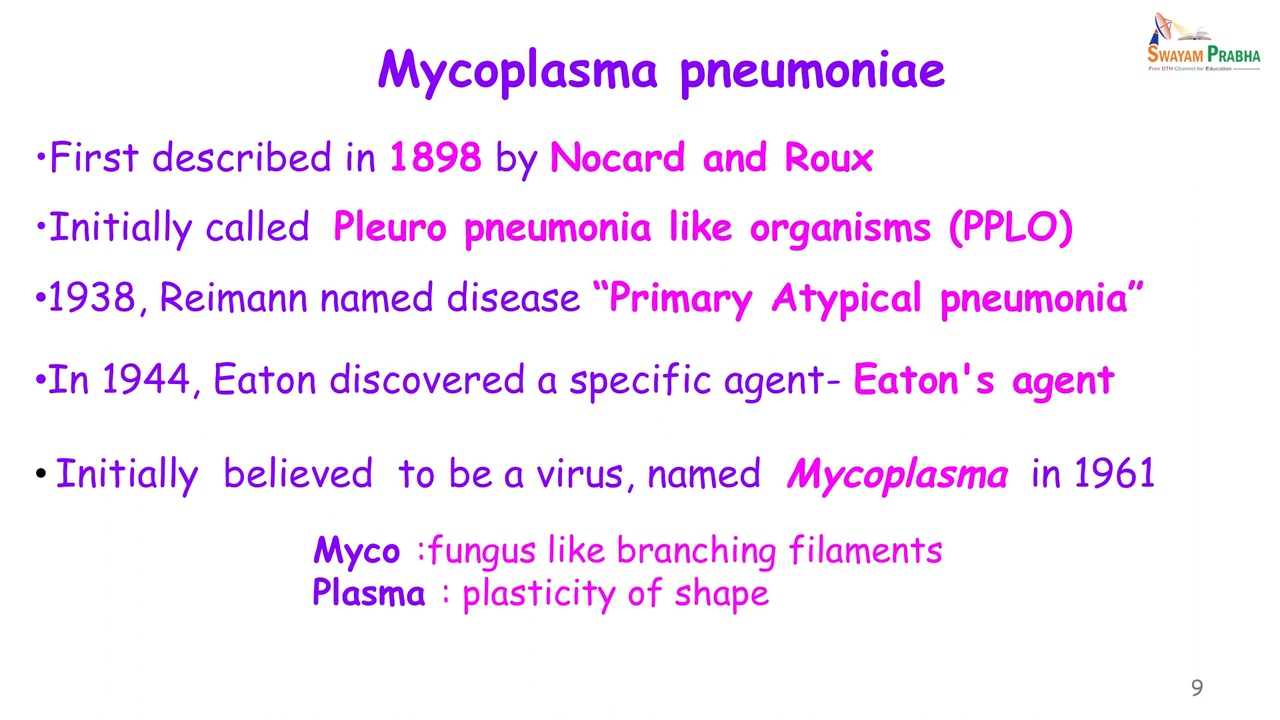 SWAYAM PRABHA
Free DTH Channel for Education
Mycoplasma pneumoniae
•First described in 1898 by Nocard and Roux
•Initially called Pleuro pneumonia like organisms (PPLO)
•1938, Reimann named disease “Primary Atypical pneumonia”
•In 1944, Eaton discovered a specific agent- Eaton's agent
• Initially believed to be a virus, named Mycoplasma in 1961
Myco :fungus like branching filaments
Plasma : plasticity of shape
9